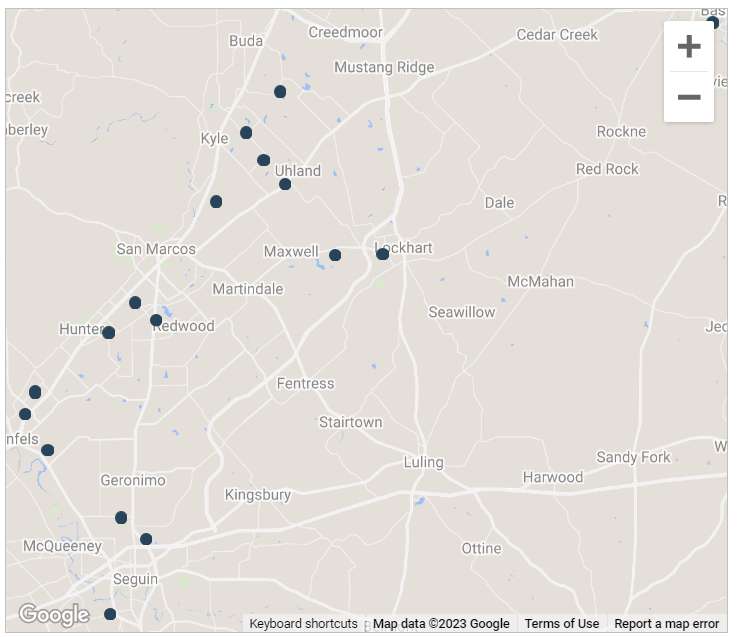 Bas
Creedmoor
Buda
Cedar Creek
Mustang Ridge
creek
vie
nberley
Kyle
Rockne
Uhland
Red Rock
Dale
R
San Marcos
Maxwell
Lockhart
Martindale
McMahan
Seawillow
Hunter
Redwood
Jed
Fentress
Stairtown
nfels
W
Luling
Sandy Fork
Geronimo
Harwood
Kingsbury
McQueeney
Ottine
Seguin
Google
Keyboard shortcuts
Map data ©2023 Google
Terms of Use
Report a map error